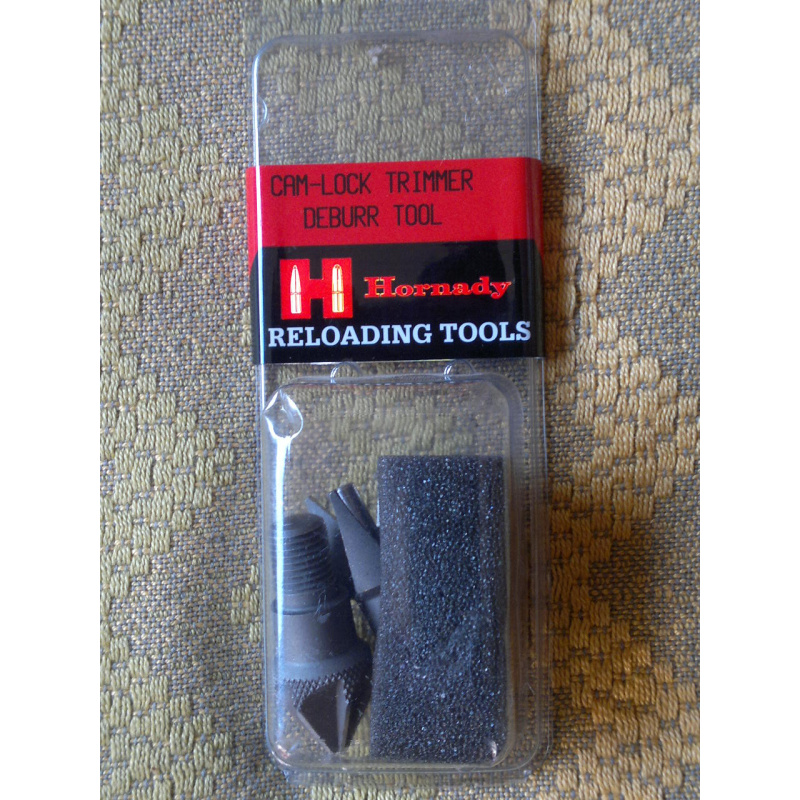 CAM-LOCK TRIMMER
DEBURR TOOL
H Hornady
RELOADING TOOLS